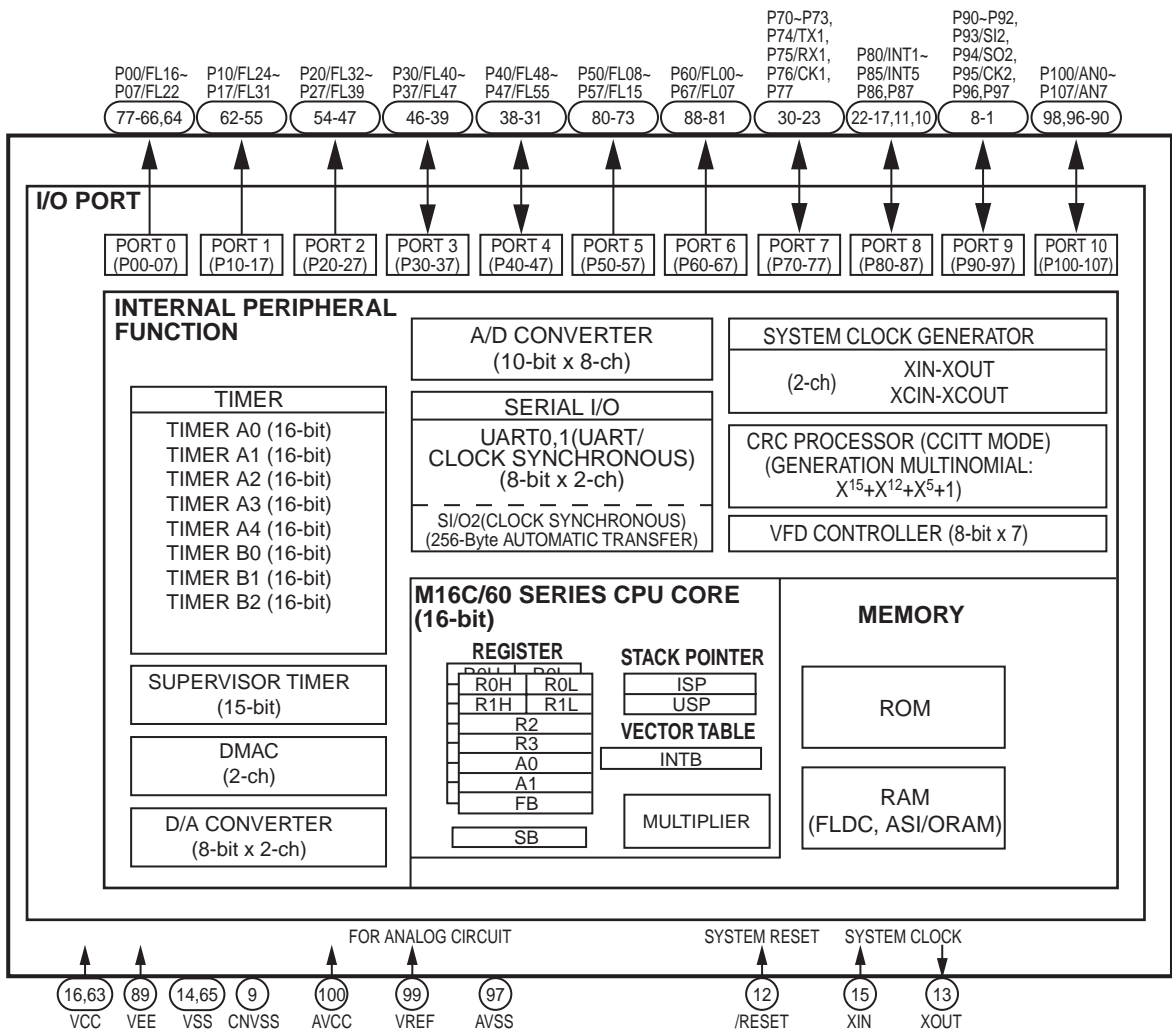 P00/FL16~
P07/FL22
77-66,64
P10/FL24~
P17/FL31
62-55
P20/FL32~
P27/FL39
54-47
P30/FL40~
P37/FL47
46-39
P40/FL48~
P47/FL55
38-31
P50/FL08~
P57/FL15
80-73
P60/FL00~
P67/FL07
88-81
P70~P73,
P74/TX1,
P75/RX1,
P76/CK1,
P77
30-23
P80/INT1~
P85/INT5
P86,P87
22-17,11,10
P90~P92,
P93/SI2,
P94/SO2,
P95/CK2,
P96,P97
8-1
P100/AN0~
P107/AN7
98,96-90
I/O PORT
PORT 0
(P00-07)
PORT 1
(P10-17)
PORT 2
(P20-27)
PORT 3
(P30-37)
PORT 4
(P40-47)
PORT 5
(P50-57)
PORT 6
(P60-67)
PORT 7
(P70-77)
PORT 8
(P80-87)
PORT 9
(P90-97)
PORT 10
(P100-107)
INTERNAL PERIPHERAL
FUNCTION
TIMER
TIMER A0 (16-bit)
TIMER A1 (16-bit)
TIMER A2 (16-bit)
TIMER A3 (16-bit)
TIMER A4 (16-bit)
TIMER B0 (16-bit)
TIMER B1 (16-bit)
TIMER B2 (16-bit)
SUPERVISOR TIMER
(15-bit)
DMAC
(2-ch)
D/A CONVERTER
(8-bit x 2-ch)
A/D CONVERTER
(10-bit x 8-ch)
SERIAL I/O
UART0,1(UART/
CLOCK SYNCHRONOUS)
(8-bit x 2-ch)
SI/O2(CLOCK SYNCHRONOUS)
(256-Byte AUTOMATIC TRANSFER)
SYSTEM CLOCK GENERATOR
(2-ch)
XIN-XOUT
XCIN-XCOUT
CRC PROCESSOR (CCITT MODE)
(GENERATION MULTINOMIAL:
X¹⁵+X¹²+X⁵+1)
VFD CONTROLLER (8-bit x 7)
M16C/60 SERIES CPU CORE
(16-bit)
REGISTER
R0H R0L
R0H R0L
R1H R1L
R2
R3
A0
A1
FB
SB
STACK POINTER
ISP
USP
VECTOR TABLE
INTB
MULTIPLIER
MEMORY
ROM
RAM
(FLDC, ASI/ORAM)
FOR ANALOG CIRCUIT
SYSTEM RESET
SYSTEM CLOCK
16,63
VCC
89
VEE
14,65
VSS
9
CNVSS
100
AVCC
99
VREF
97
AVSS
12
/RESET
15
XIN
13
XOUT